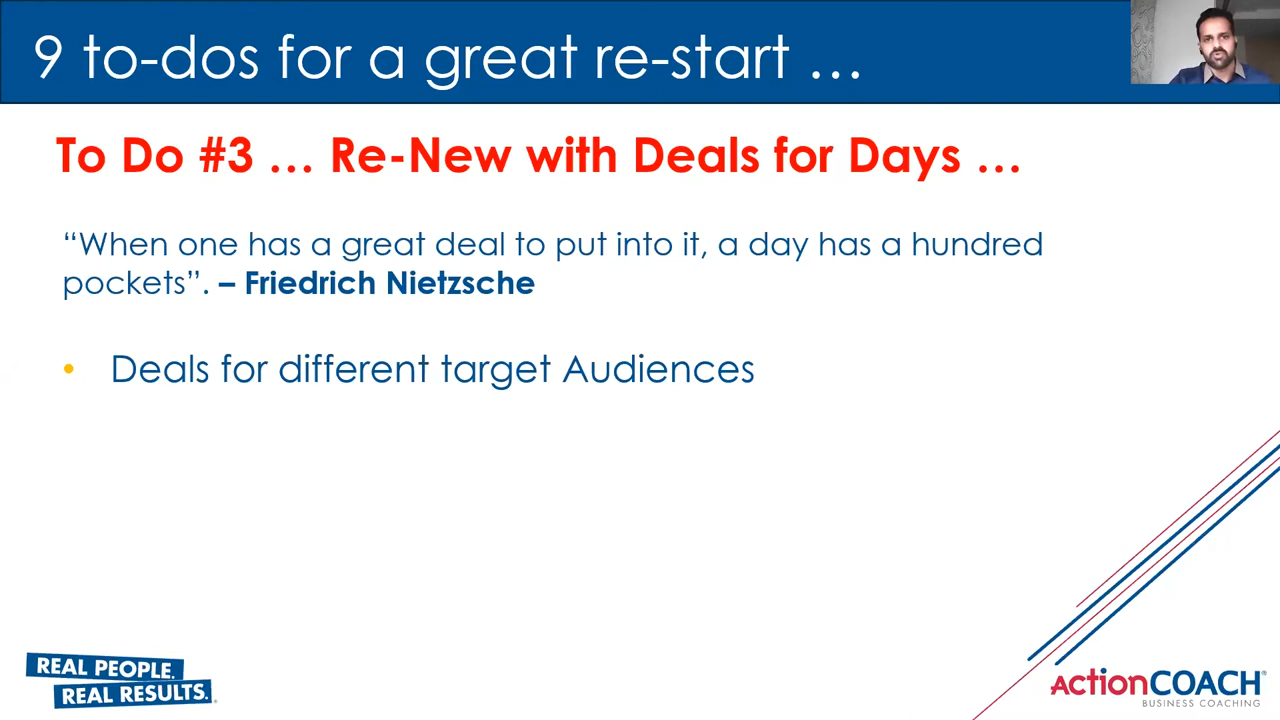 9 to-dos for a great re-start …
To Do #3 … Re-New with Deals for Days …
“When one has a great deal to put into it, a day has a hundred
pockets”. – Friedrich Nietzsche
• Deals for different target Audiences
REAL PEOPLE.
REAL RESULTS.
ActionCOACH®
BUSINESS COACHING